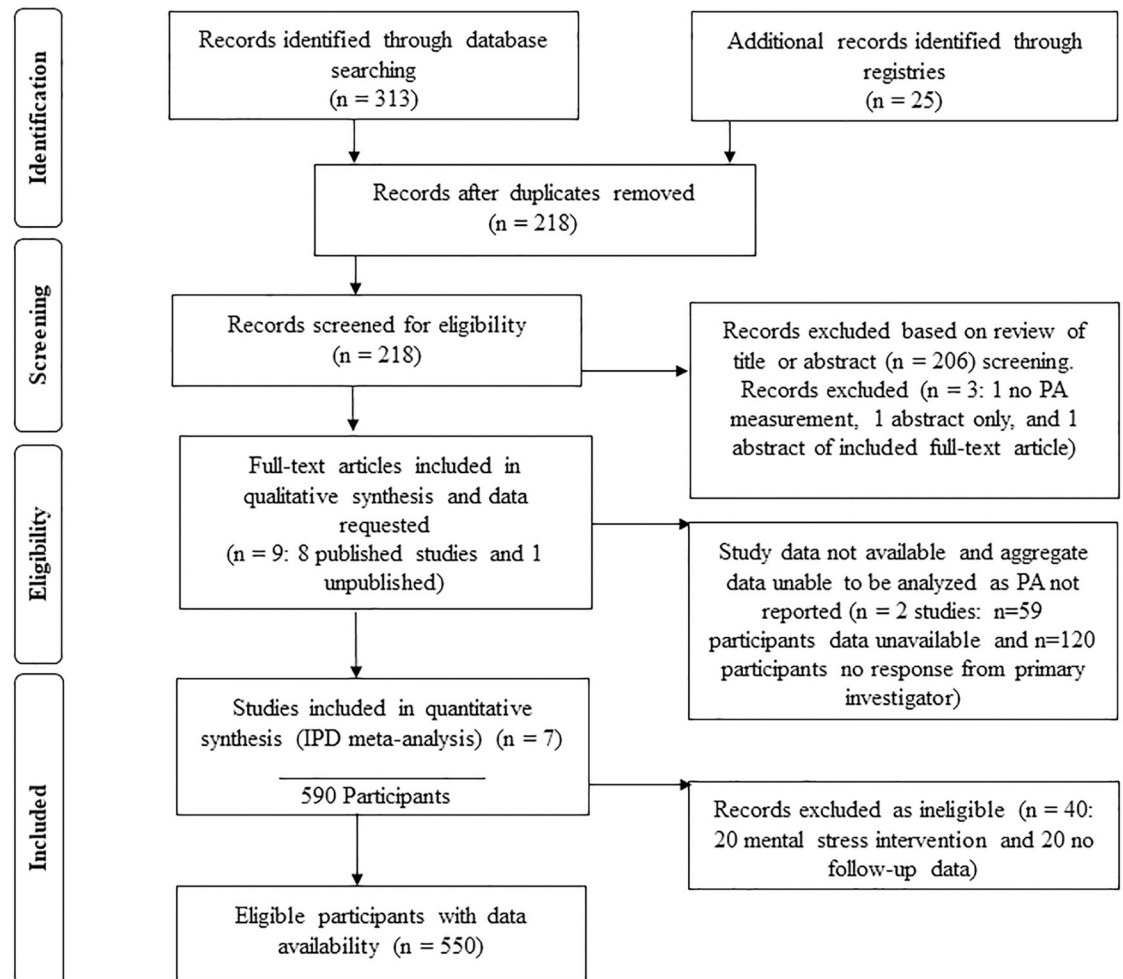 Identification
Records identified through database
searching
(n = 313)
Additional records identified through
registries
(n = 25)
Records after duplicates removed
(n = 218)
Screening
Records screened for eligibility
(n = 218)
Records excluded based on review of
title or abstract (n = 206) screening.
Records excluded (n = 3: 1 no PA
measurement, 1 abstract only, and 1
abstract of included full-text article)
Eligibility
Full-text articles included in
qualitative synthesis and data
requested
(n = 9: 8 published studies and 1
unpublished)
Study data not available and aggregate
data unable to be analyzed as PA not
reported (n = 2 studies: n=59
participants data unavailable and n=120
participants no response from primary
investigator)
Included
Studies included in quantitative
synthesis (IPD meta-analysis) (n = 7)
590 Participants
Records excluded as ineligible (n = 40:
20 mental stress intervention and 20 no
follow-up data)
Eligible participants with data
availability (n = 550)